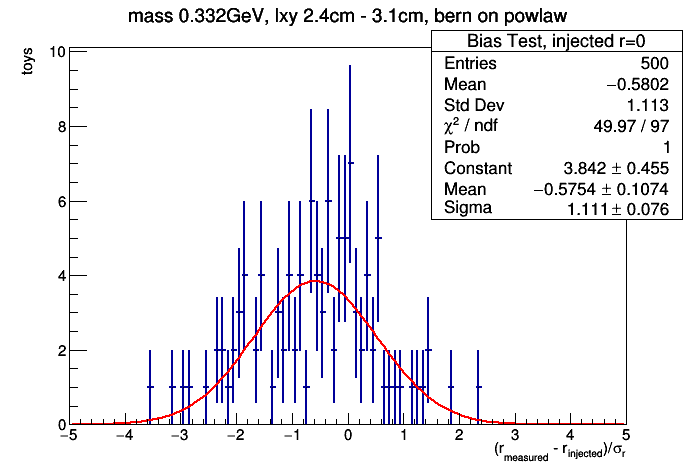 mass 0.332GeV, lxy 2.4cm - 3.1cm, bern on powlaw
Bias Test, injected r=0
Entries 500
Mean −0.5802
Std Dev 1.113
χ² / ndf 49.97 / 97
Prob 1
Constant 3.842 ± 0.455
Mean −0.5754 ± 0.1074
Sigma 1.111 ± 0.076
toys
10
8
6
4
2
0
−5 −4 −3 −2 −1 0 1 2 3 4 5
(r_measured - r_injected)/σ_r